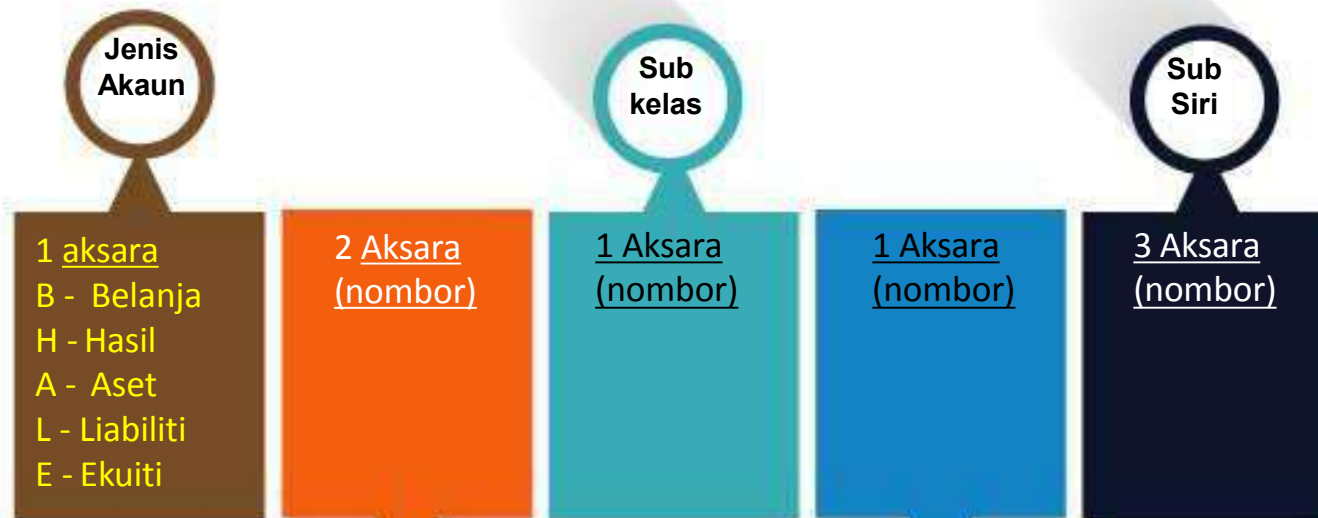 Jenis
Akaun
Sub
kelas
Sub
Siri
1 aksara
B - Belanja
H - Hasil
A - Aset
L - Liabiliti
E - Ekuiti
2 Aksara
(nombor)
1 Aksara
(nombor)
1 Aksara
(nombor)
3 Aksara
(nombor)